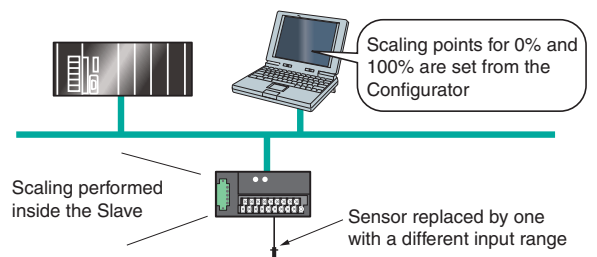 Scaling points for 0% and
100% are set from the
Configurator
Scaling performed
inside the Slave
Sensor replaced by one
with a different input range